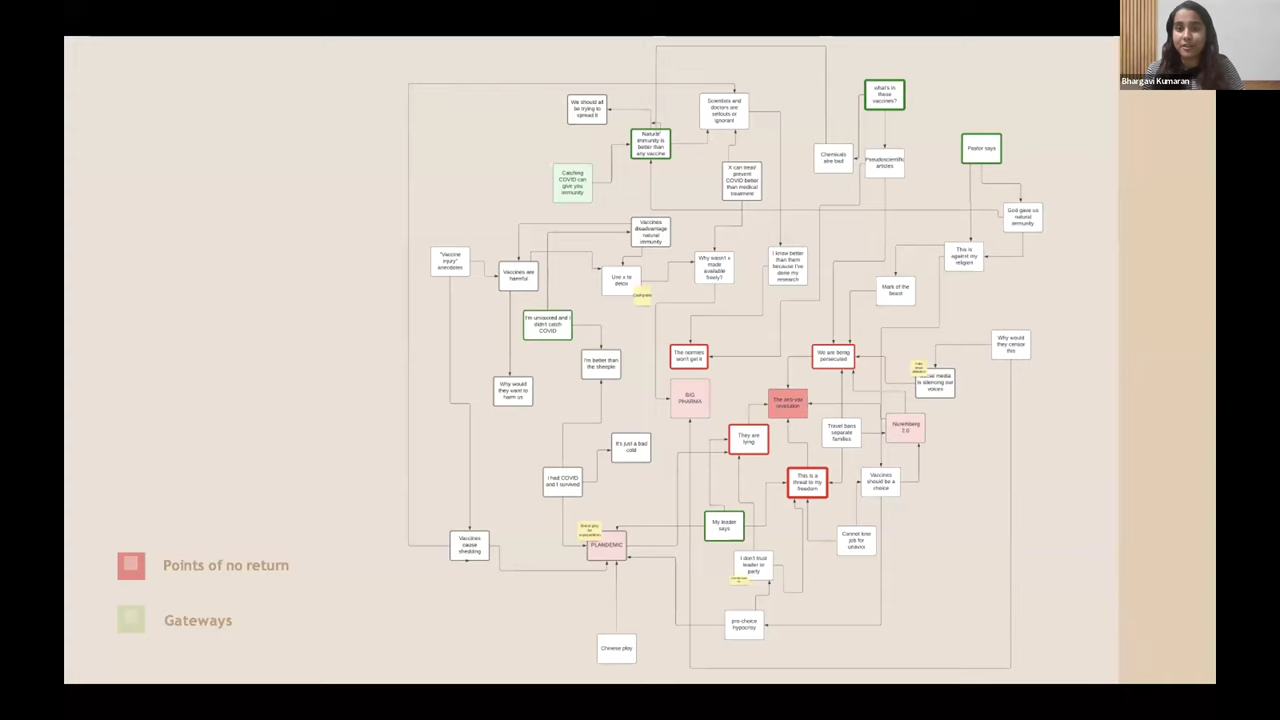 Bhargavi Kumaran
what's in
these
vaccines?
We should all
be trying to
spread it
Scientists and
doctors are
sellouts or
ignorant
Natural
immunity is
better than
any vaccine
Pastor says
Chemicals
are bad
Pseudoscientific
articles
Catching
COVID can
give you
immunity
X can treat/
prevent
COVID better
than medical
treatment
God gave us
natural
immunity
Vaccines
disadvantage
natural
immunity
This is
against my
religion
"Vaccine
injury"
anecdotes
Vaccines are
harmful
Use x to
detox
Why wasn't x
made
available
freely?
I know better
than them
because I've
done my
research
Mark of the
beast
I'm unvaxxed and I
didn't catch
COVID
Why would
they censor
this
The normies
won't get it
We are being
persecuted
I'm better than
the sheeple
social media
is silencing our
voices
Why would
they want to
harm us
BIG
PHARMA
The anti-vax
revolution
Nuremberg
2.0
Travel bans
separate
families
They are
lying
It's just a bad
cold
I had COVID
and I survived
This is a
threat to my
freedom
Vaccines
should be a
choice
My leader
says
Cannot lose
job for
unvaxx
Vaccines
cause
shedding
PLANDEMIC
I don't trust
leader or
party
Points of no return
pro-choice
hypocrisy
Gateways
Chinese ploy